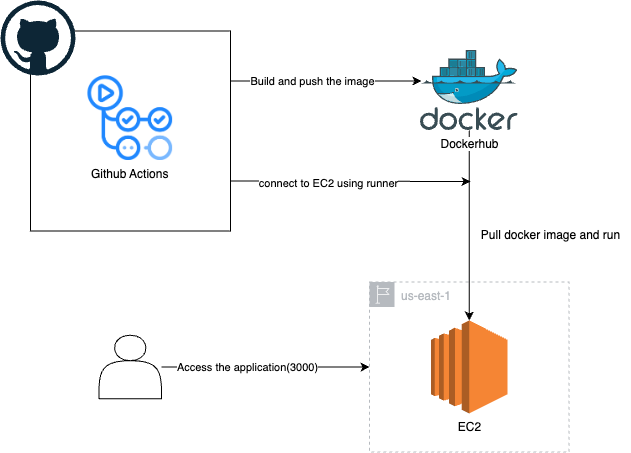 Build and push the image
docker
Dockerhub
Github Actions
connect to EC2 using runner
Pull docker image and run
us-east-1
Access the application(3000)
EC2